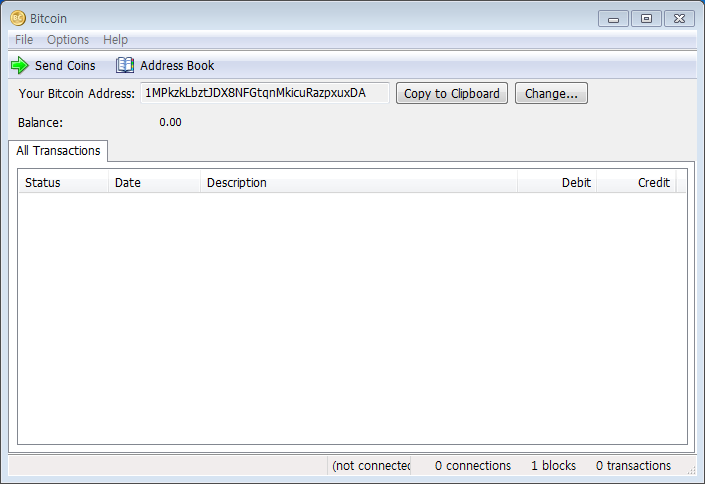 Bitcoin
File Options Help
Send Coins Address Book
Your Bitcoin Address: 1MPkzkLbztJDX8NFGtqnMkicuRazpxuxDA Copy to Clipboard Change...
Balance: 0.00
All Transactions
Status Date Description Debit Credit
(not connected 0 connections 1 blocks 0 transactions